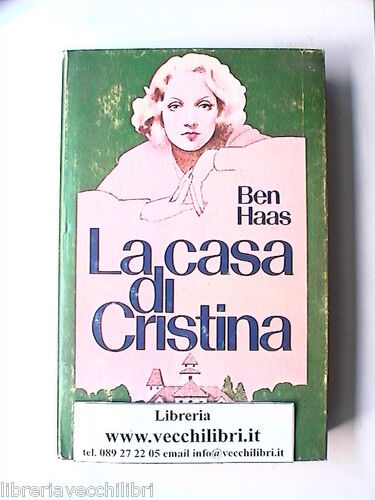 Ben
Haas
La casa
di
Cristina
Libreria
www.vecchilibri.it
tel. 089 27 22 05 email info@vecchilibri.it
libreriavecchilibri